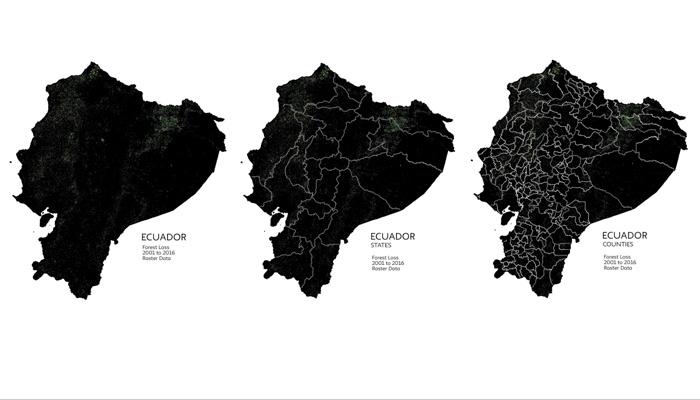 ECUADOR
Forest Loss
2001 to 2016
Raster Data
ECUADOR
STATES
Forest Loss
2001 to 2016
Raster Data
ECUADOR
COUNTIES
Forest Loss
2001 to 2016
Raster Data